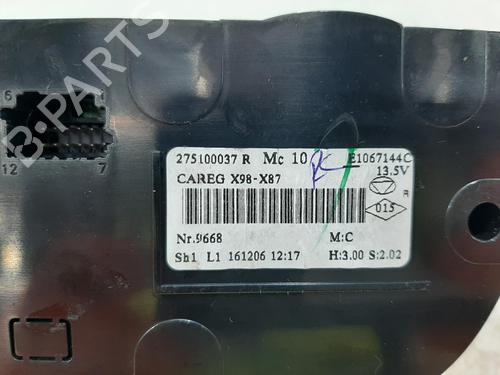 6
12
7
B-PARTS
275100037 R Mc 10 E1067144C
CAREG X98-X87 13.5V
R
015
Nr.9668 M:C
Sh1 L1 161206 12:17 H:3.00 S:2.02